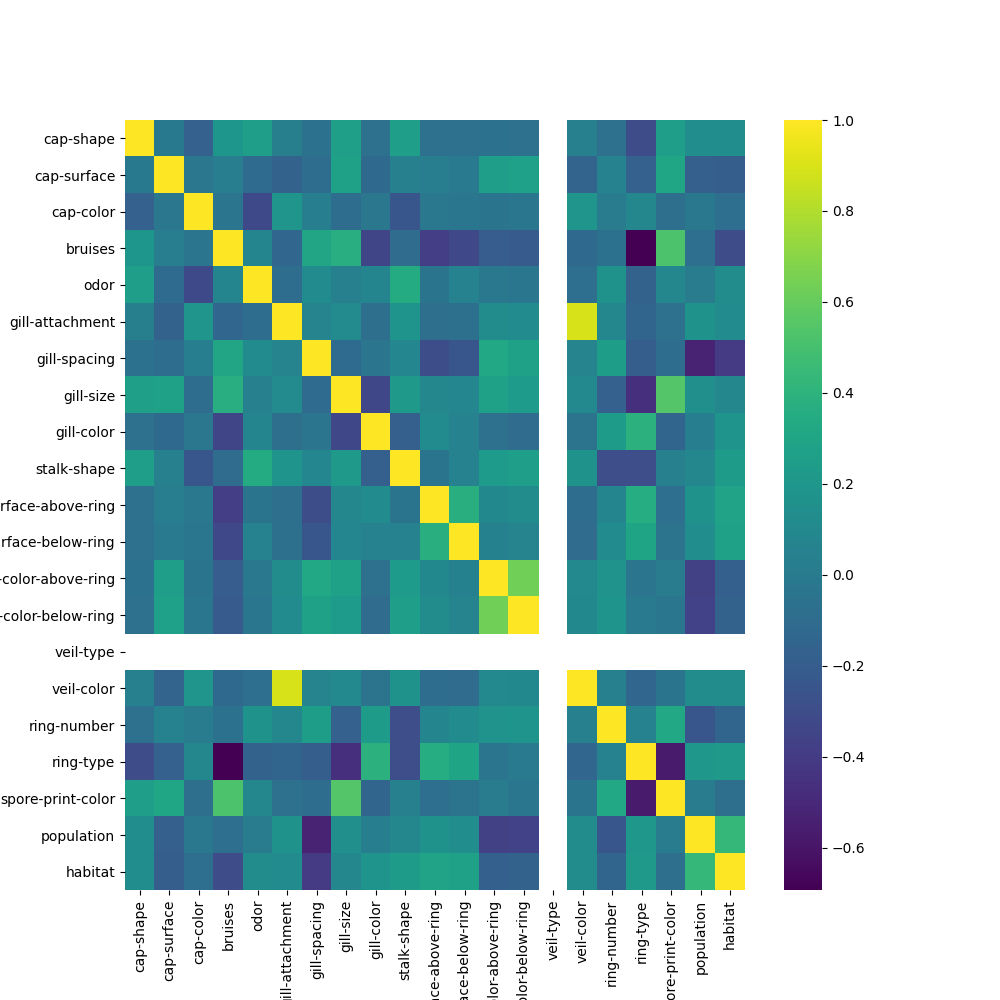 cap-shape
cap-surface
cap-color
bruises
odor
gill-attachment
gill-spacing
gill-size
gill-color
stalk-shape
rface-above-ring
rface-below-ring
-color-above-ring
-color-below-ring
veil-type
veil-color
ring-number
ring-type
spore-print-color
population
habitat
cap-shape
cap-surface
cap-color
bruises
odor
gill-attachment
gill-spacing
gill-size
gill-color
stalk-shape
ace-above-ring
ace-below-ring
olor-above-ring
olor-below-ring
veil-type
veil-color
ring-number
ring-type
ore-print-color
population
habitat
1.0
0.8
0.6
0.4
0.2
0.0
−0.2
−0.4
−0.6